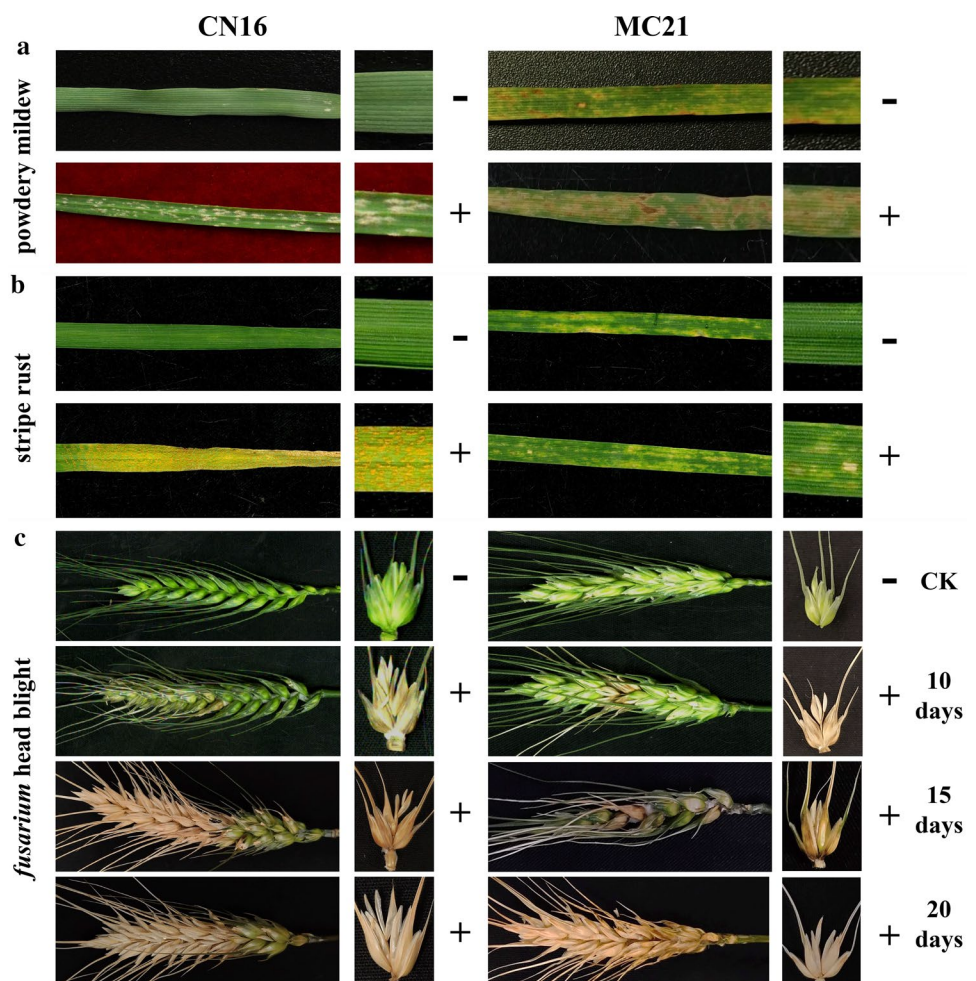 CN16 MC21
a
powdery mildew
- -
+ +
b
stripe rust
- -
+ +
c
fusarium head blight
- - CK
+ + 10 days
+ + 15 days
+ + 20 days